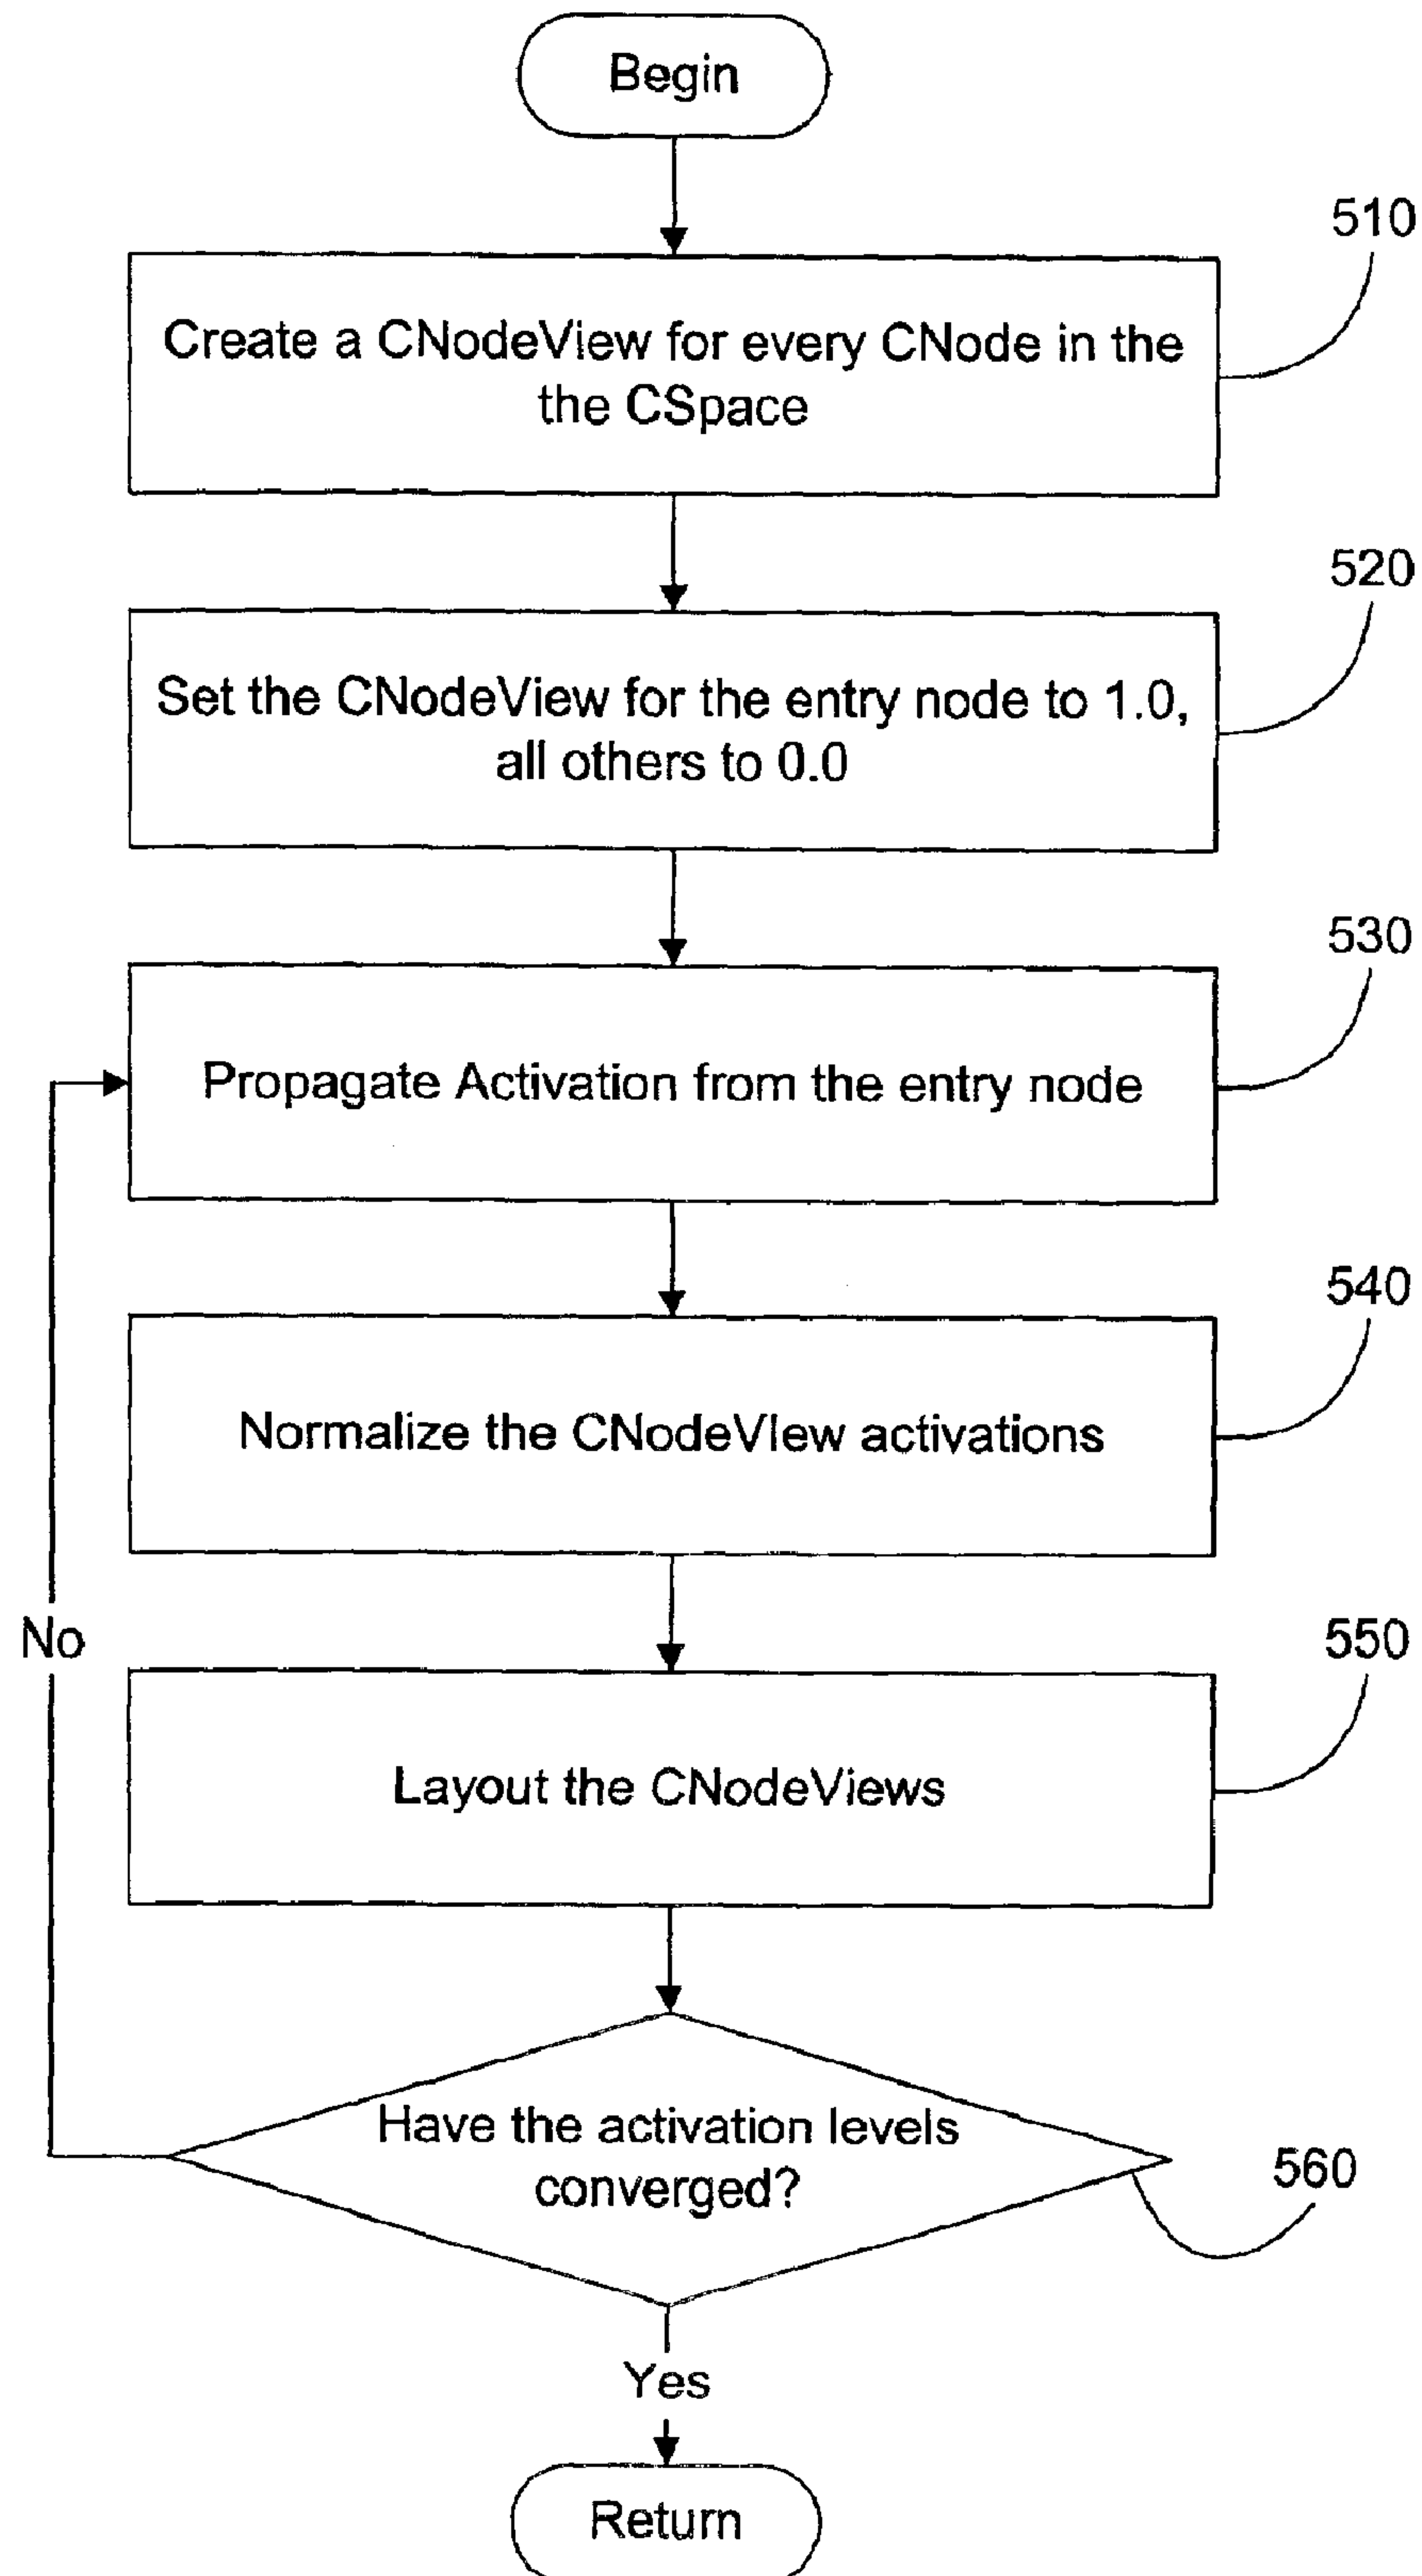 Begin
510
Create a CNodeView for every CNode in the
the CSpace
520
Set the CNodeView for the entry node to 1.0,
all others to 0.0
530
Propagate Activation from the entry node
540
Normalize the CNodeVIew activations
No
550
Layout the CNodeViews
Have the activation levels
converged?
560
Yes
Return